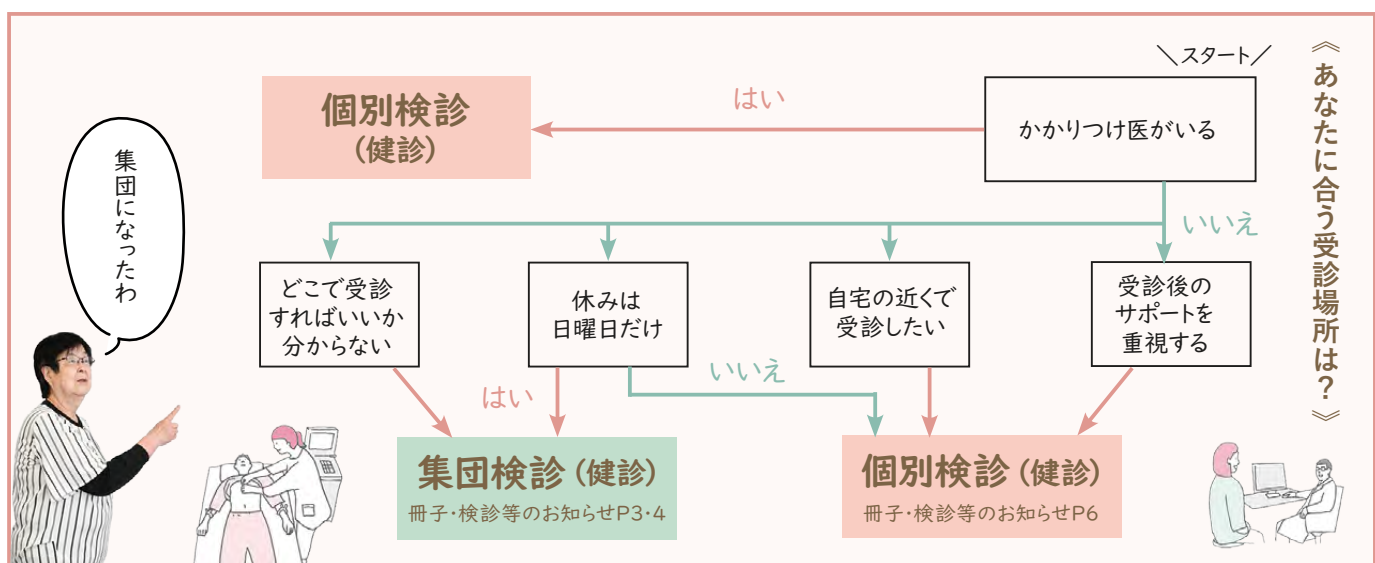 《あなたに合う受診場所は?》
＼スタート／
かかりつけ医がいる
はい
個別検診
(健診)
いいえ
受診後の
サポートを
重視する
自宅の近くで
受診したい
休みは
日曜日だけ
どこで受診
すればいいか
分からない
いいえ
はい
個別検診(健診)
冊子・検診等のお知らせP6
集団検診(健診)
冊子・検診等のお知らせP3・4
集団になったわ